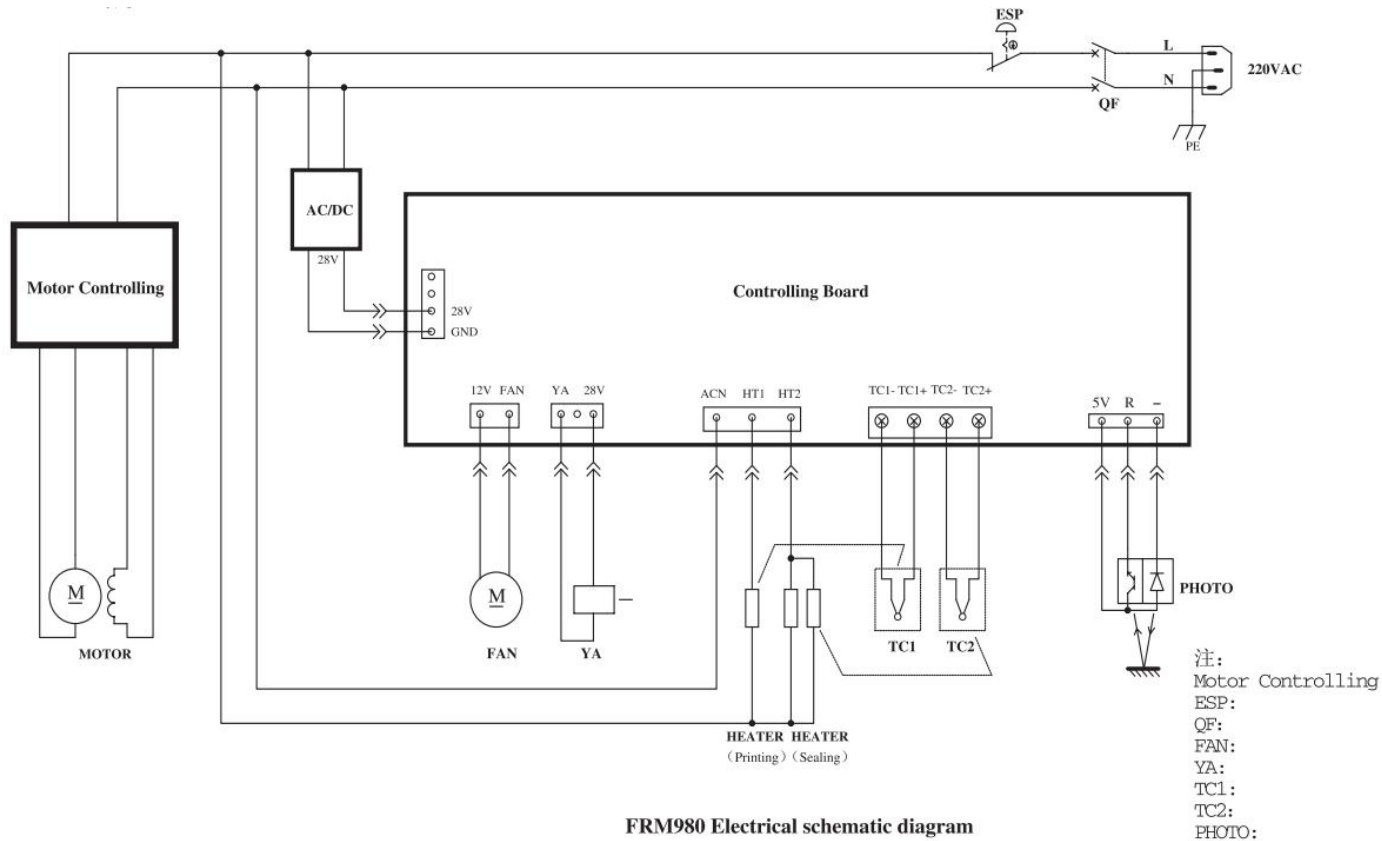 ESP
L
220VAC
N
QF
PE
AC/DC
28V
Motor Controlling
Controlling Board
28V
GND
12V FAN YA 28V ACN HT1 HT2 TC1- TC1+ TC2- TC2+ 5V R −
M
MOTOR
M
FAN
YA
TC1
TC2
PHOTO
HEATER HEATER
(Printing) (Sealing)
注:
Motor Controlling
ESP:
QF:
FAN:
YA:
TC1:
TC2:
PHOTO:
FRM980 Electrical schematic diagram